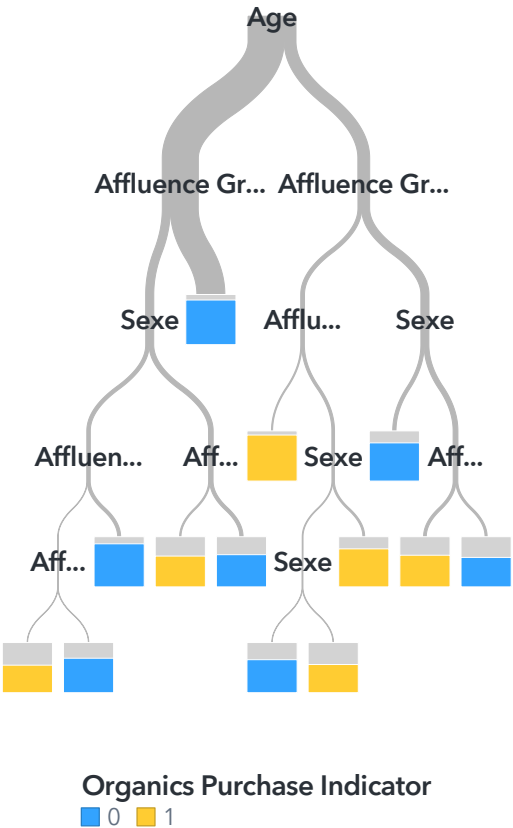 Age
Affluence Gr... Affluence Gr...
Sexe Afflu... Sexe
Affluen... Aff... Sexe Aff...
Aff... Sexe
Organics Purchase Indicator
0 1